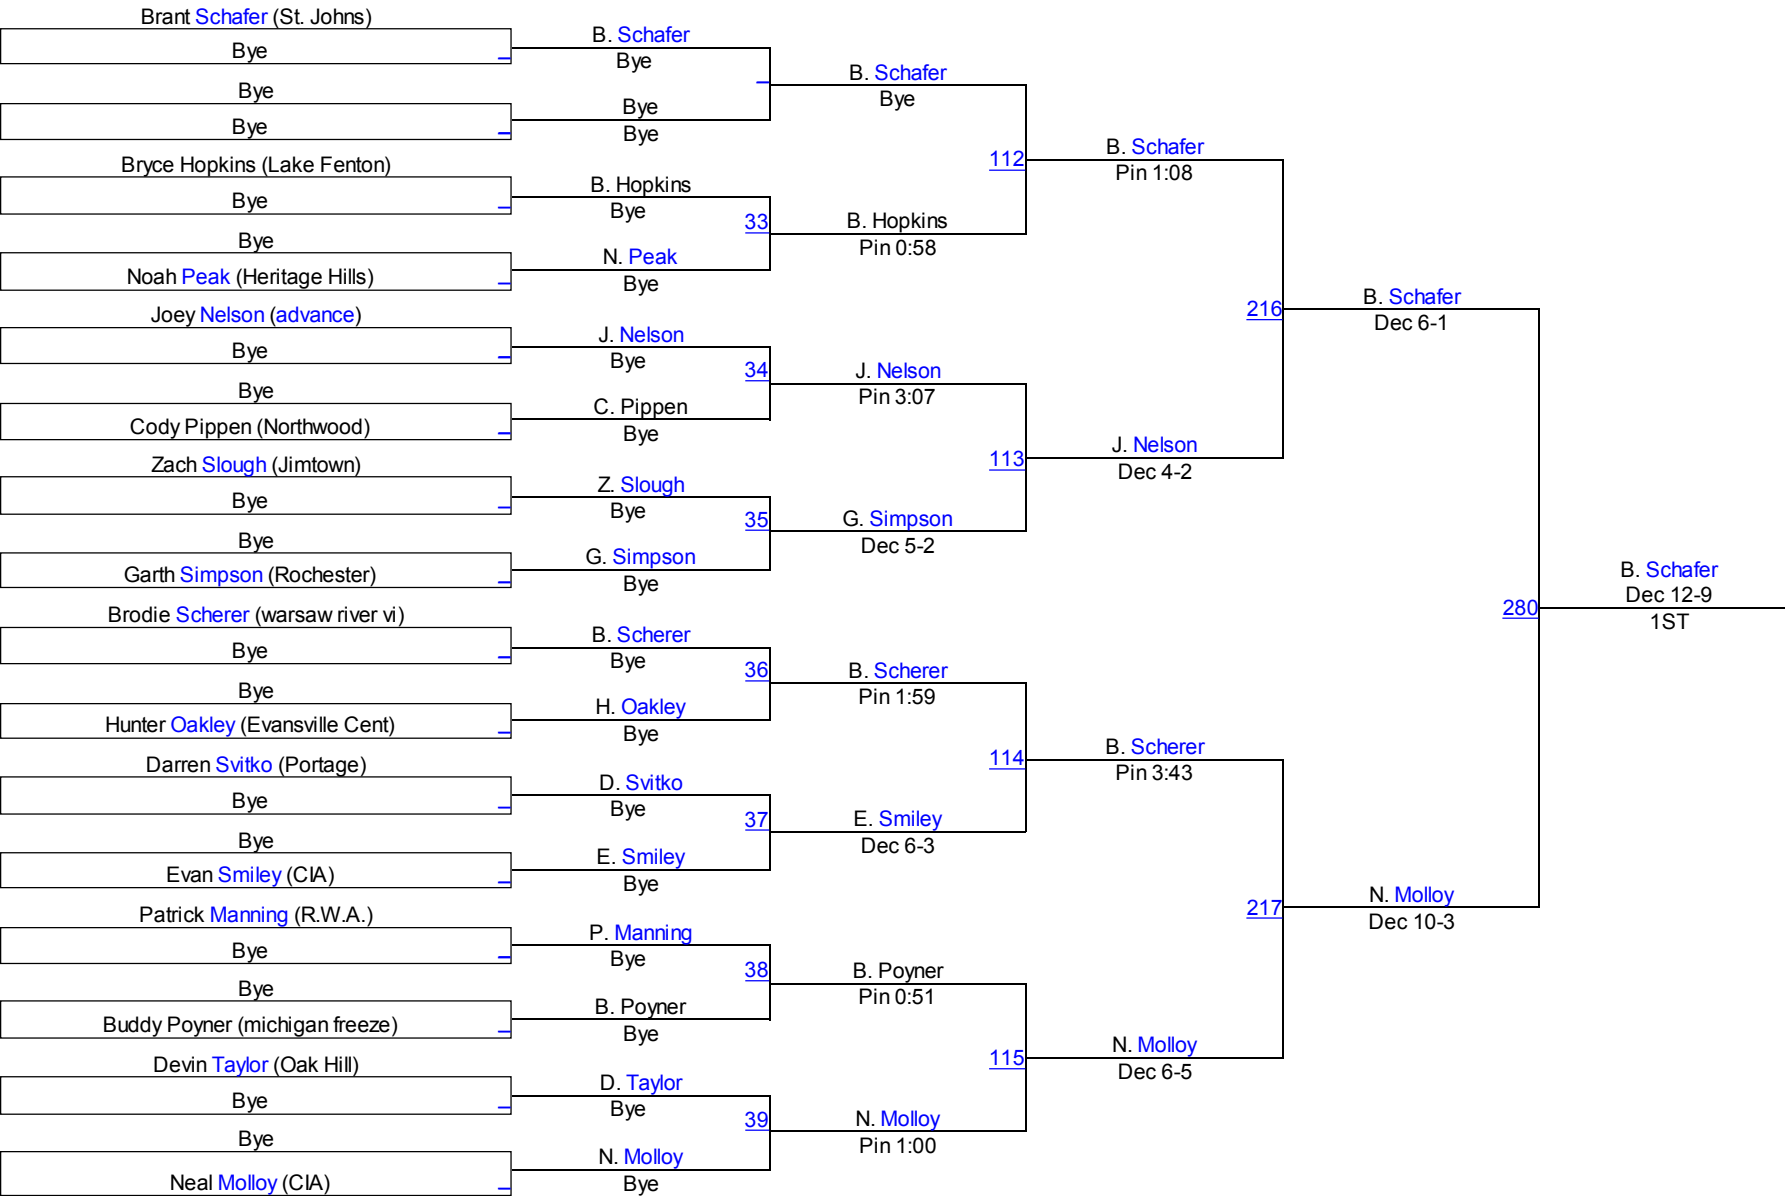 Brant Schafer (St. Johns)
Bye
Bye
Bye
Bryce Hopkins (Lake Fenton)
Bye
Bye
Noah Peak (Heritage Hills)
Joey Nelson (advance)
Bye
Bye
Cody Pippen (Northwood)
Zach Slough (Jimtown)
Bye
Bye
Garth Simpson (Rochester)
Brodie Scherer (warsaw river vi)
Bye
Bye
Hunter Oakley (Evansville Cent)
Darren Svitko (Portage)
Bye
Bye
Evan Smiley (CIA)
Patrick Manning (R.W.A.)
Bye
Bye
Buddy Poyner (michigan freeze)
Devin Taylor (Oak Hill)
Bye
Bye
Neal Molloy (CIA)
B. Schafer
Bye
Bye
Bye
B. Hopkins
Bye
33
N. Peak
Bye
J. Nelson
Bye
34
C. Pippen
Bye
Z. Slough
Bye
35
G. Simpson
Bye
B. Scherer
Bye
36
H. Oakley
Bye
D. Svitko
Bye
37
E. Smiley
Bye
P. Manning
Bye
38
B. Poyner
Bye
D. Taylor
Bye
39
N. Molloy
Bye
B. Schafer
Bye
112
B. Hopkins
Pin 0:58
J. Nelson
Pin 3:07
113
G. Simpson
Dec 5-2
B. Scherer
Pin 1:59
114
E. Smiley
Dec 6-3
B. Poyner
Pin 0:51
115
N. Molloy
Pin 1:00
B. Schafer
Pin 1:08
216
J. Nelson
Dec 4-2
B. Scherer
Pin 3:43
217
N. Molloy
Dec 6-5
B. Schafer
Dec 6-1
280
N. Molloy
Dec 10-3
B. Schafer
Dec 12-9
1ST